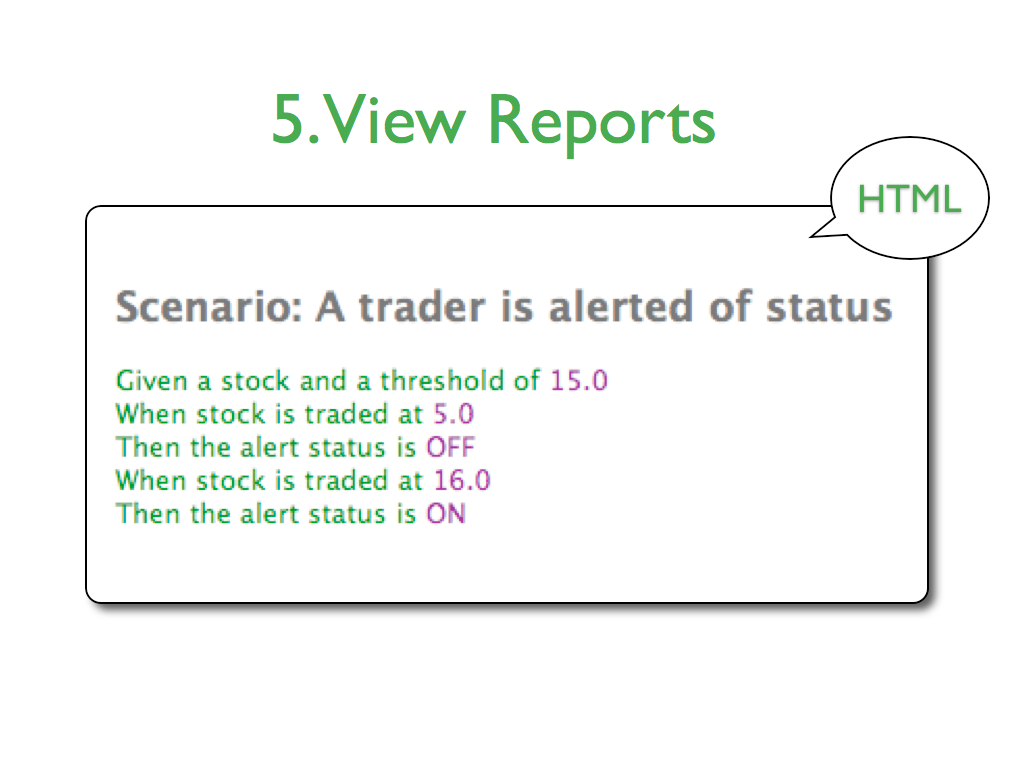 5. View Reports
HTML
Scenario: A trader is alerted of status
Given a stock and a threshold of 15.0
When stock is traded at 5.0
Then the alert status is OFF
When stock is traded at 16.0
Then the alert status is ON